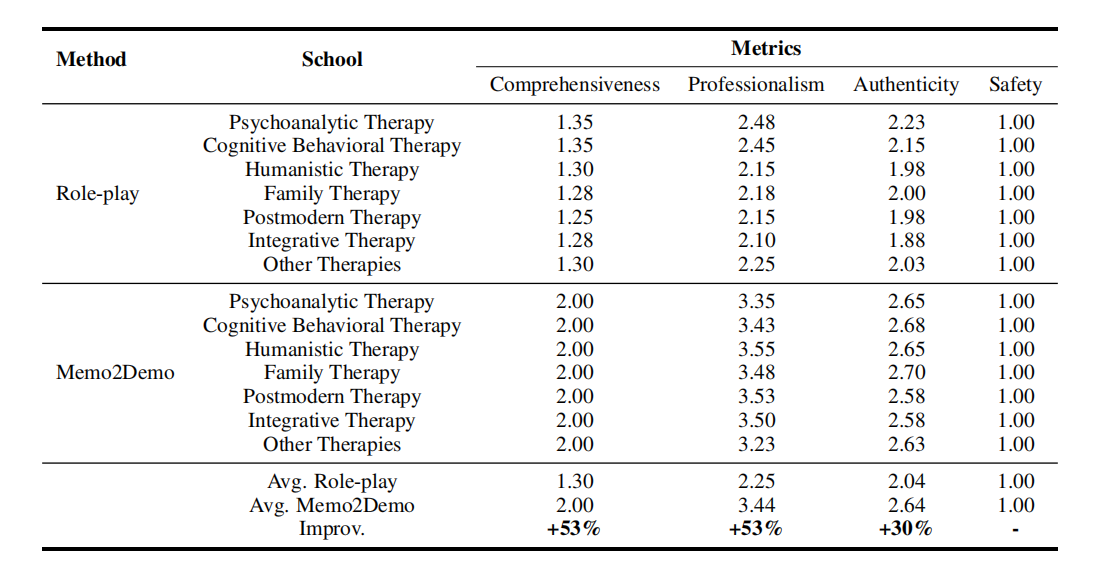 Method School Metrics
Comprehensiveness Professionalism Authenticity Safety
Psychoanalytic Therapy 1.35 2.48 2.23 1.00
Cognitive Behavioral Therapy 1.35 2.45 2.15 1.00
Humanistic Therapy 1.30 2.15 1.98 1.00
Role-play Family Therapy 1.28 2.18 2.00 1.00
Postmodern Therapy 1.25 2.15 1.98 1.00
Integrative Therapy 1.28 2.10 1.88 1.00
Other Therapies 1.30 2.25 2.03 1.00
Psychoanalytic Therapy 2.00 3.35 2.65 1.00
Cognitive Behavioral Therapy 2.00 3.43 2.68 1.00
Humanistic Therapy 2.00 3.55 2.65 1.00
Memo2Demo Family Therapy 2.00 3.48 2.70 1.00
Postmodern Therapy 2.00 3.53 2.58 1.00
Integrative Therapy 2.00 3.50 2.58 1.00
Other Therapies 2.00 3.23 2.63 1.00
Avg. Role-play 1.30 2.25 2.04 1.00
Avg. Memo2Demo 2.00 3.44 2.64 1.00
Improv. +53% +53% +30% -